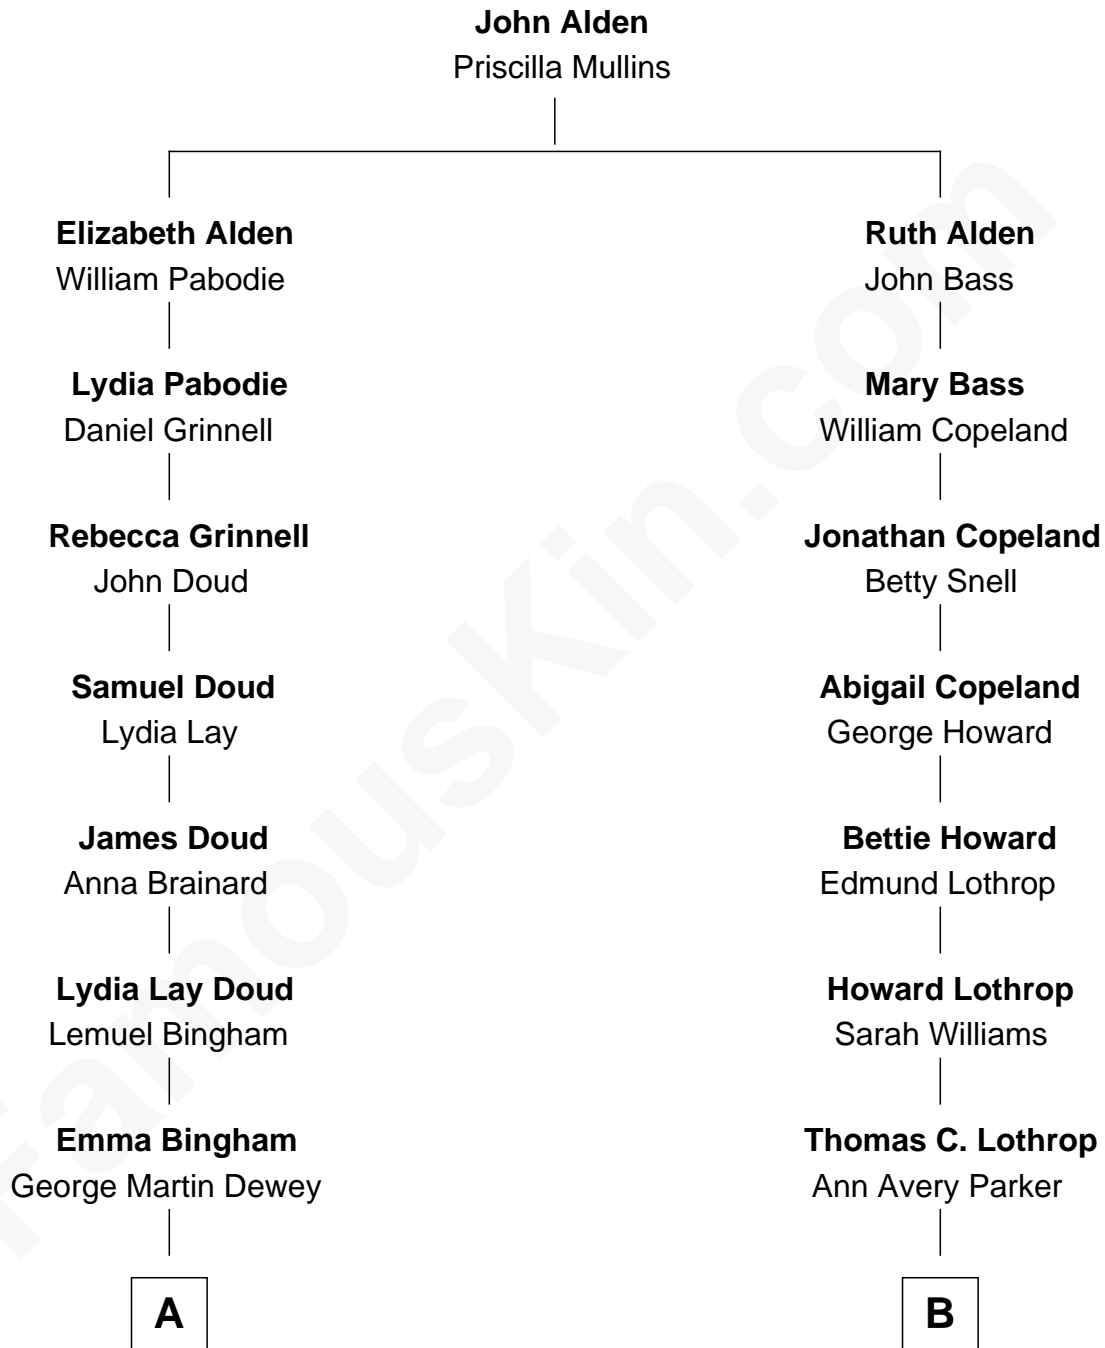 John Alden
Priscilla Mullins
Elizabeth Alden
William Pabodie
Lydia Pabodie
Daniel Grinnell
Rebecca Grinnell
John Doud
Samuel Doud
Lydia Lay
James Doud
Anna Brainard
Lydia Lay Doud
Lemuel Bingham
Emma Bingham
George Martin Dewey
A
Ruth Alden
John Bass
Mary Bass
William Copeland
Jonathan Copeland
Betty Snell
Abigail Copeland
George Howard
Bettie Howard
Edmund Lothrop
Howard Lothrop
Sarah Williams
Thomas C. Lothrop
Ann Avery Parker
B
FamousKin.com